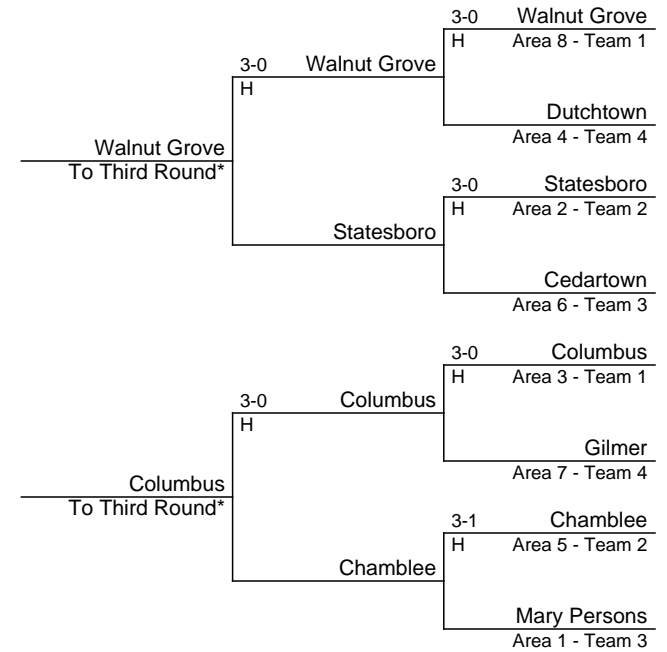 3-0 Walnut Grove
H Area 8 - Team 1
3-0 Walnut Grove
H
Dutchtown
Area 4 - Team 4
Walnut Grove
To Third Round*
3-0 Statesboro
H Area 2 - Team 2
Statesboro
Cedartown
Area 6 - Team 3
3-0 Columbus
H Area 3 - Team 1
3-0 Columbus
H
Gilmer
Area 7 - Team 4
Columbus
To Third Round*
3-1 Chamblee
H Area 5 - Team 2
Chamblee
Mary Persons
Area 1 - Team 3